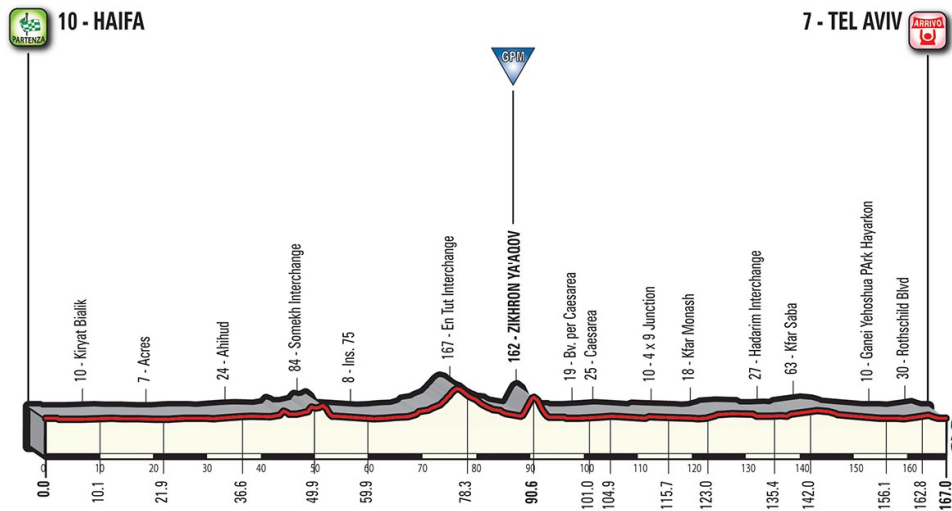 10 - HAIFA
7 - TEL AVIV
PARTENZA
ARRIVO
GPM
10 - Kiryat Bialik
7 - Acres
24 - Ahihud
84 - Somekh Interchange
8 - Ins. 75
167 - En Tut Interchange
162 - ZIKHRON YA'AQOV
19 - Bv. per Caesarea
25 - Caesarea
10 - 4 x 9 Junction
18 - Kfar Monash
27 - Hadarim Interchange
63 - Kfar Saba
10 - Ganei Yehoshua PArk Hayarkon
30 - Rothschild Blvd
0 10 20 30 40 50 60 70 80 90 100 110 120 130 140 150 160
0.0 10.1 21.9 36.6 49.9 59.9 78.3 90.6 101.0 104.9 115.7 123.0 135.4 142.0 156.1 162.8 167.0